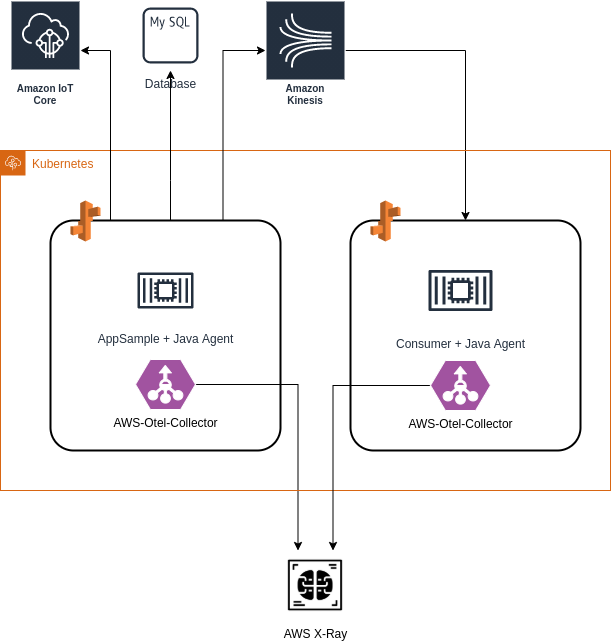 My SQL
Amazon IoT
Core
Database
Amazon
Kinesis
Kubernetes
AppSample + Java Agent
Consumer + Java Agent
AWS-Otel-Collector
AWS-Otel-Collector
AWS X-Ray